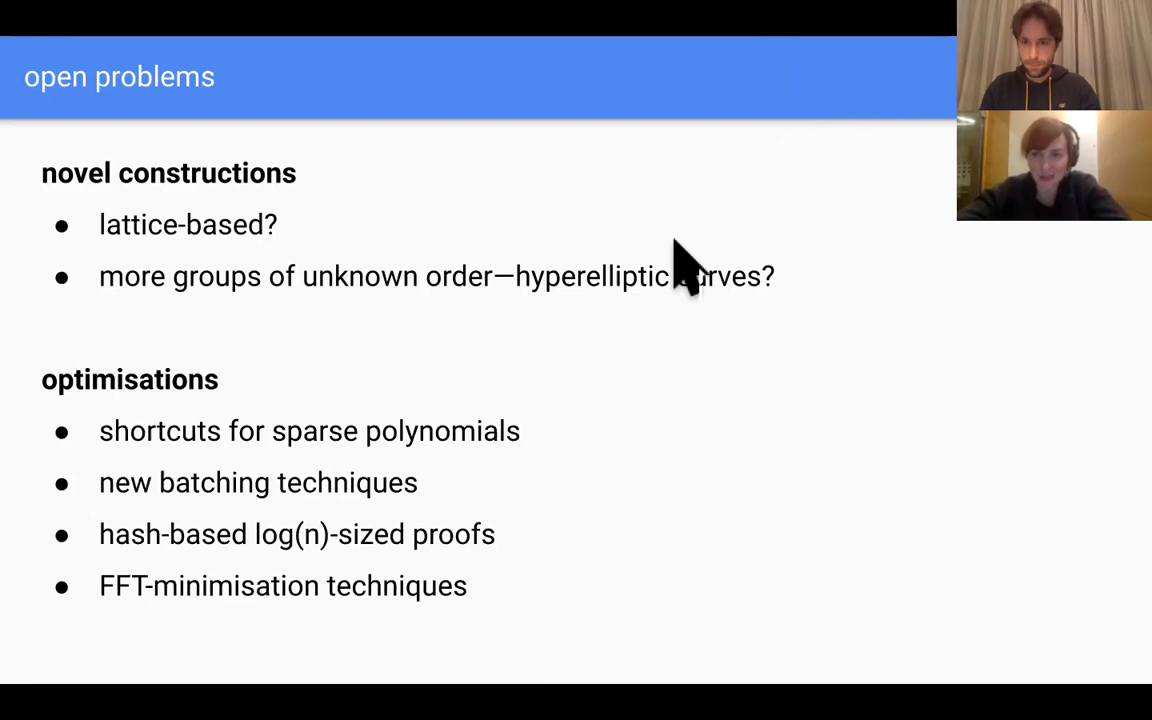 open problems
novel constructions
● lattice-based?
● more groups of unknown order—hyperelliptic curves?
optimisations
● shortcuts for sparse polynomials
● new batching techniques
● hash-based log(n)-sized proofs
● FFT-minimisation techniques